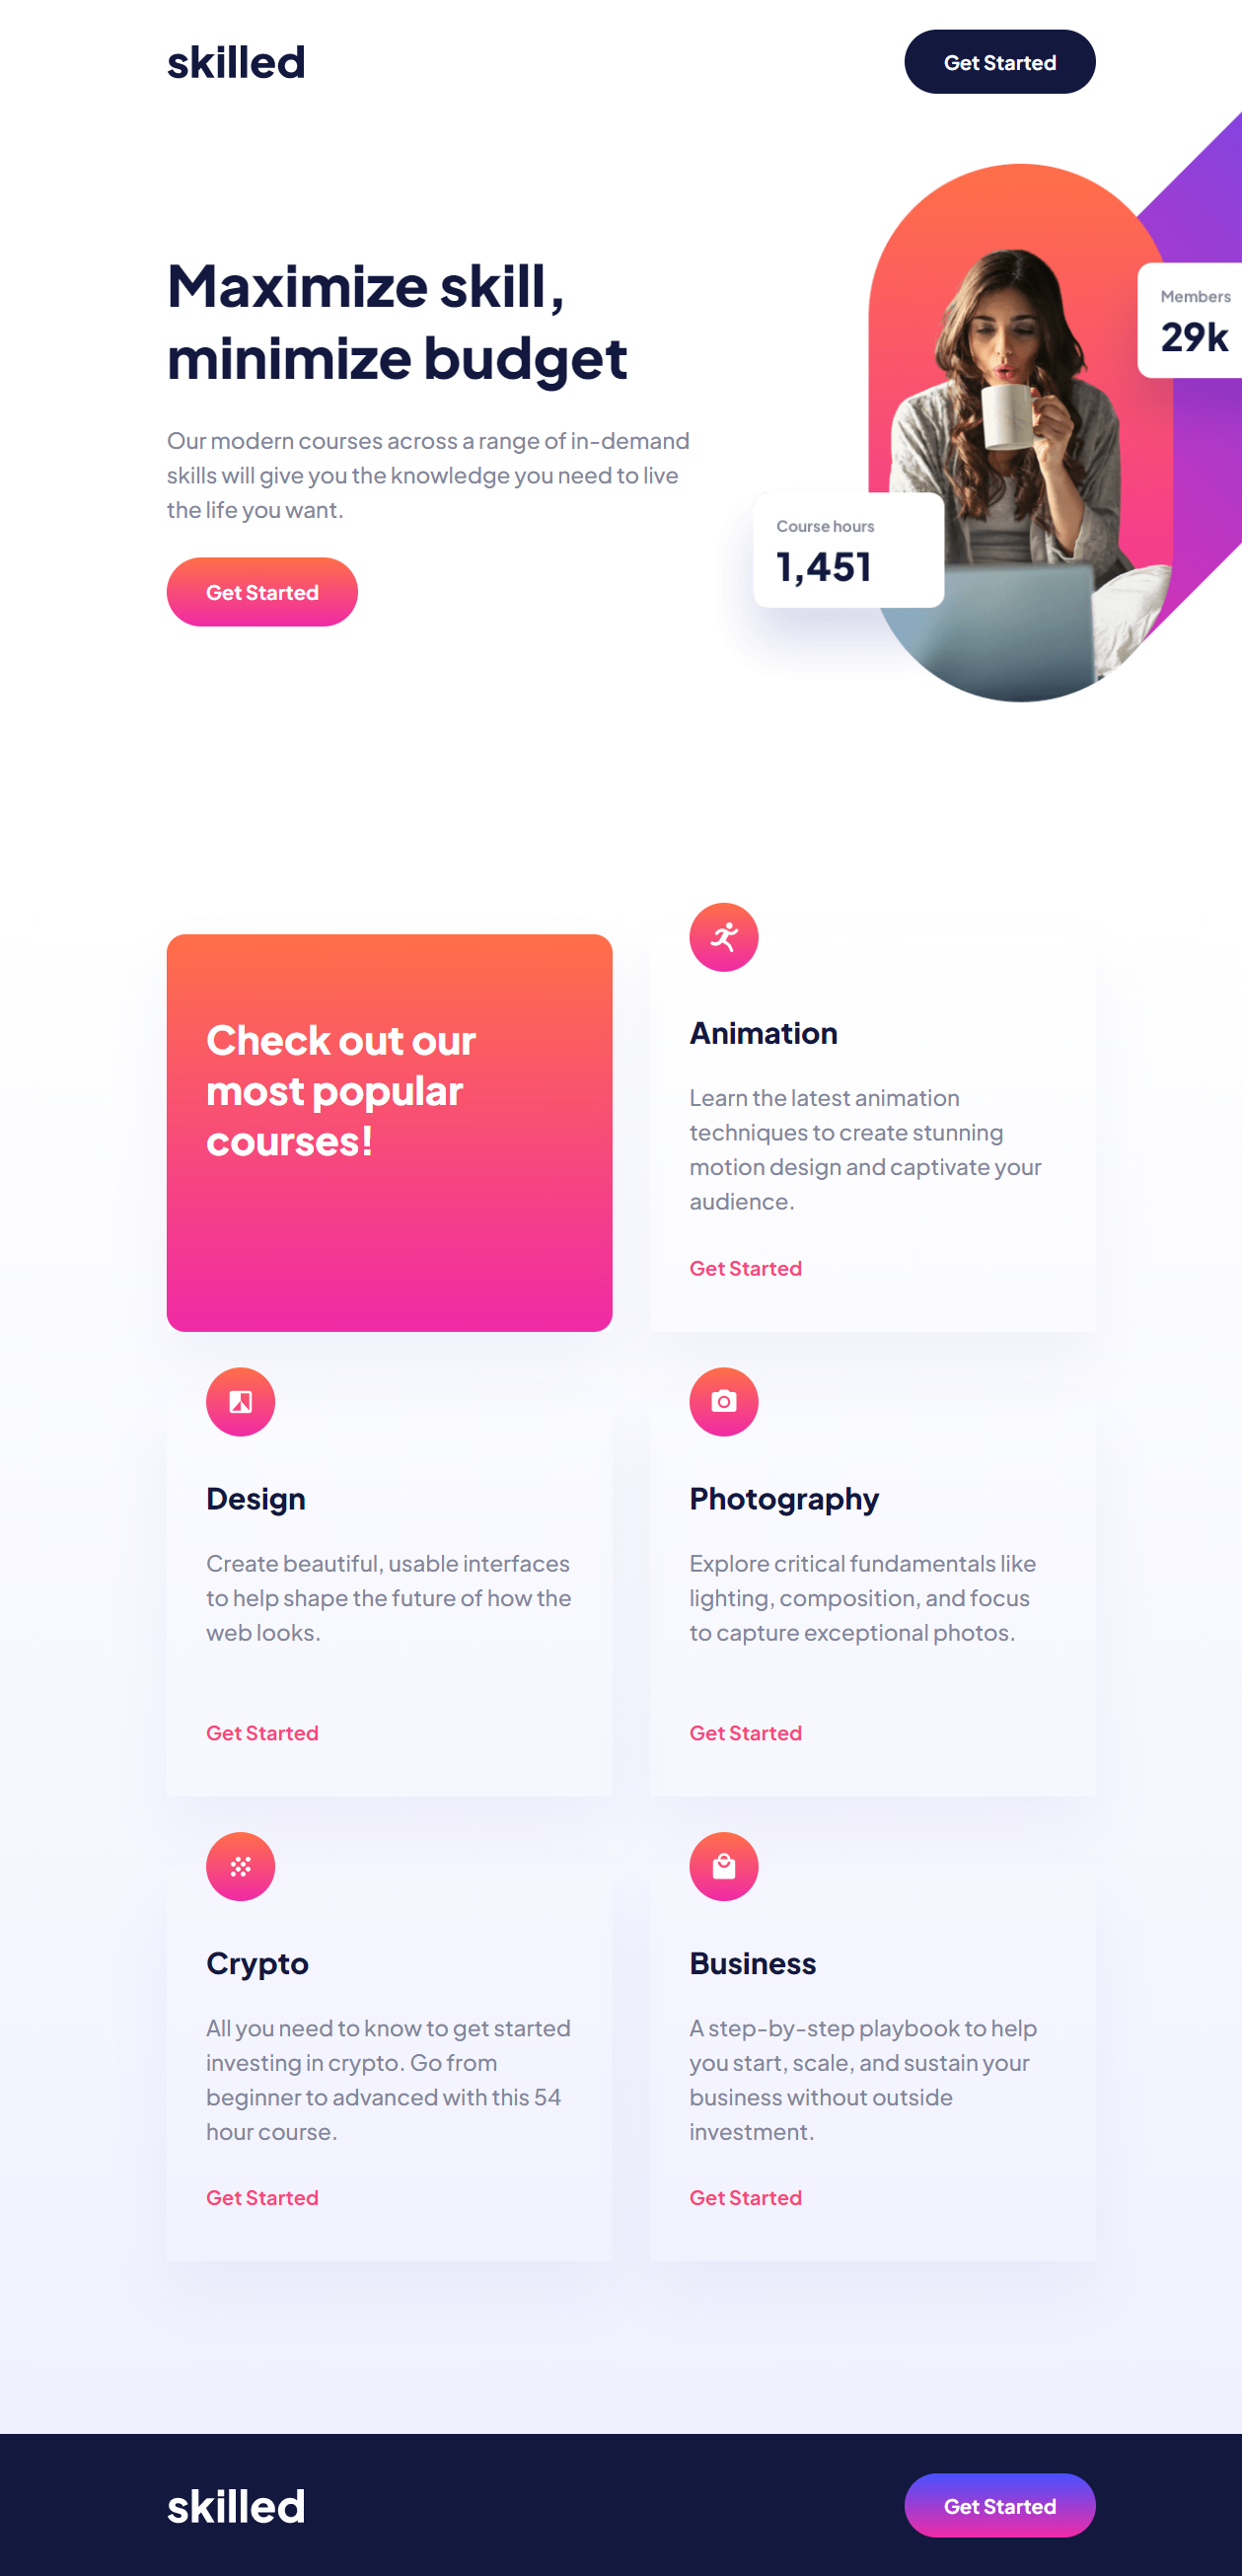 skilled
Get Started
Maximize skill,
minimize budget
Our modern courses across a range of in-demand
skills will give you the knowledge you need to live
the life you want.
Get Started
Members
29k
Course hours
1,451
Check out our
most popular
courses!
Animation
Learn the latest animation
techniques to create stunning
motion design and captivate your
audience.
Get Started
Design
Create beautiful, usable interfaces
to help shape the future of how the
web looks.
Get Started
Photography
Explore critical fundamentals like
lighting, composition, and focus
to capture exceptional photos.
Get Started
Crypto
All you need to know to get started
investing in crypto. Go from
beginner to advanced with this 54
hour course.
Get Started
Business
A step-by-step playbook to help
you start, scale, and sustain your
business without outside
investment.
Get Started
skilled
Get Started